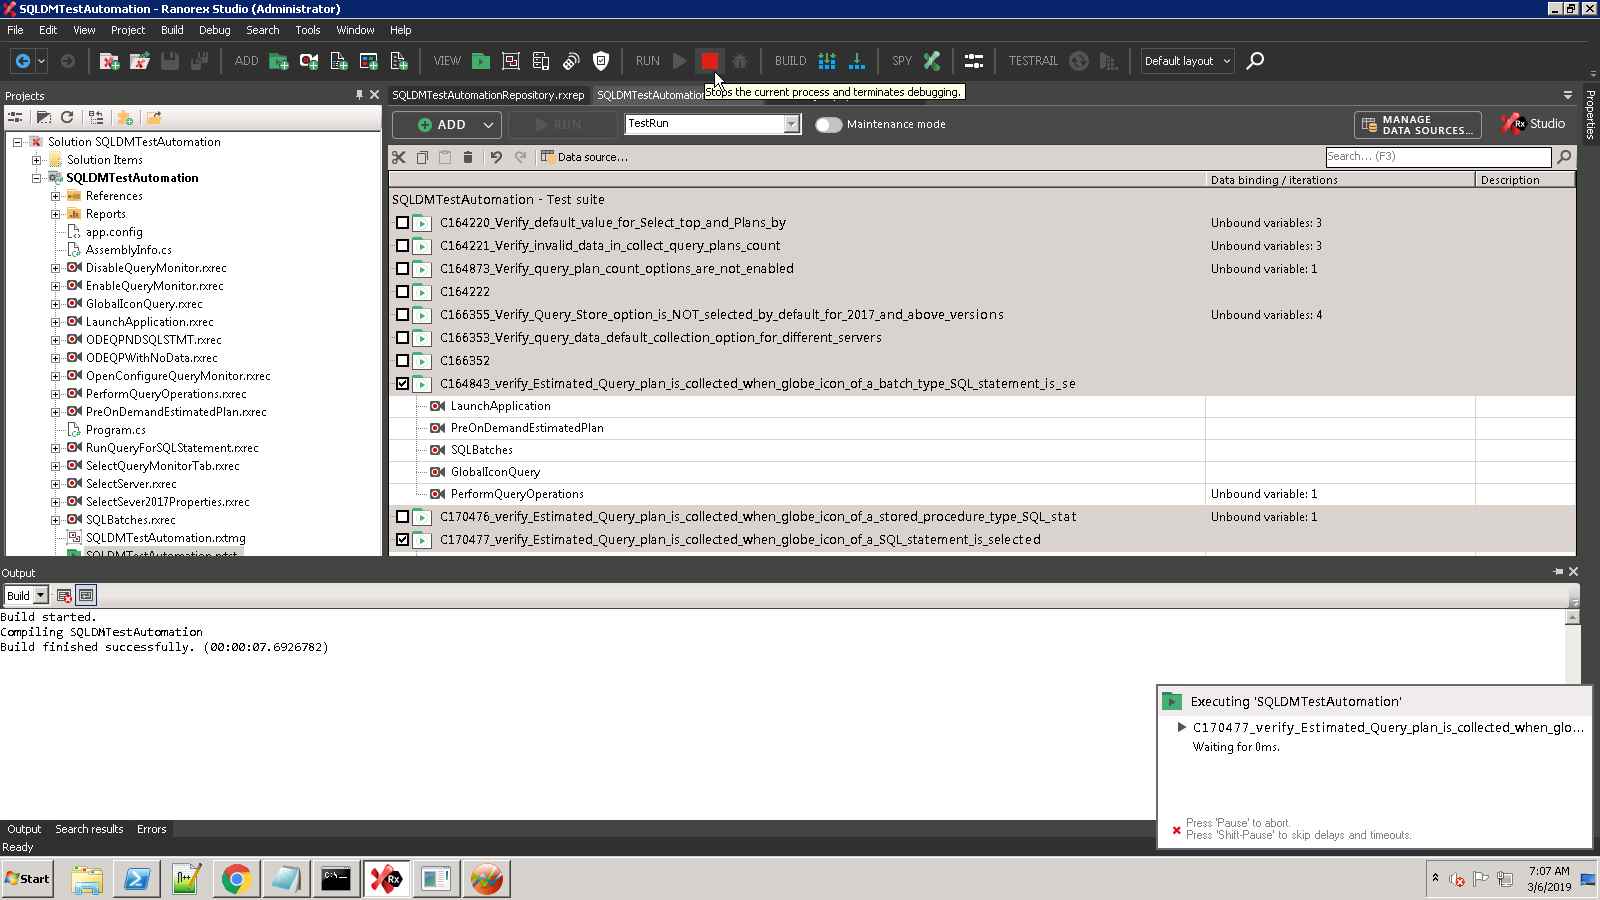 SQLDMTestAutomation - Ranorex Studio (Administrator)
File Edit View Project Build Debug Search Tools Window Help
ADD VIEW RUN BUILD SPY TESTRAIL Default layout
Stops the current process and terminates debugging.
Projects
SQLDMTestAutomationRepository.rxrep SQLDMTestAutomation
ADD RUN TestRun Maintenance mode MANAGE DATA SOURCES... Rx Studio
Data source... Search... (F3)
Properties
Solution SQLDMTestAutomation
Solution Items
SQLDMTestAutomation
References
Reports
app.config
AssemblyInfo.cs
DisableQueryMonitor.rxrec
EnableQueryMonitor.rxrec
GlobalIconQuery.rxrec
LaunchApplication.rxrec
ODEQPNDSQLSTMT.rxrec
ODEQPWithNoData.rxrec
OpenConfigureQueryMonitor.rxrec
PerformQueryOperations.rxrec
PreOnDemandEstimatedPlan.rxrec
Program.cs
RunQueryForSQLStatement.rxrec
SelectQueryMonitorTab.rxrec
SelectServer.rxrec
SelectSever2017Properties.rxrec
SQLBatches.rxrec
SQLDMTestAutomation.rxtmg
SQLDMTestAutomation.rxtst
Data binding / iterations Description
SQLDMTestAutomation - Test suite
C164220_Verify_default_value_for_Select_top_and_Plans_by Unbound variables: 3
C164221_Verify_invalid_data_in_collect_query_plans_count Unbound variables: 3
C164873_Verify_query_plan_count_options_are_not_enabled Unbound variable: 1
C164222
C166355_Verify_Query_Store_option_is_NOT_selected_by_default_for_2017_and_above_versions Unbound variables: 4
C166353_Verify_query_data_default_collection_option_for_different_servers
C166352
C164843_verify_Estimated_Query_plan_is_collected_when_globe_icon_of_a_batch_type_SQL_statement_is_se
LaunchApplication
PreOnDemandEstimatedPlan
SQLBatches
GlobalIconQuery
PerformQueryOperations Unbound variable: 1
C170476_verify_Estimated_Query_plan_is_collected_when_globe_icon_of_a_stored_procedure_type_SQL_stat Unbound variable: 1
C170477_verify_Estimated_Query_plan_is_collected_when_globe_icon_of_a_SQL_statement_is_selected
Output
Build
Build started.
Compiling SQLDMTestAutomation
Build finished successfully. (00:00:07.6926782)
Executing 'SQLDMTestAutomation'
C170477_verify_Estimated_Query_plan_is_collected_when_glo...
Waiting for 0ms.
Press 'Pause' to abort.
Press 'Shift-Pause' to skip delays and timeouts.
Output Search results Errors
Ready
Start
7:07 AM
3/6/2019